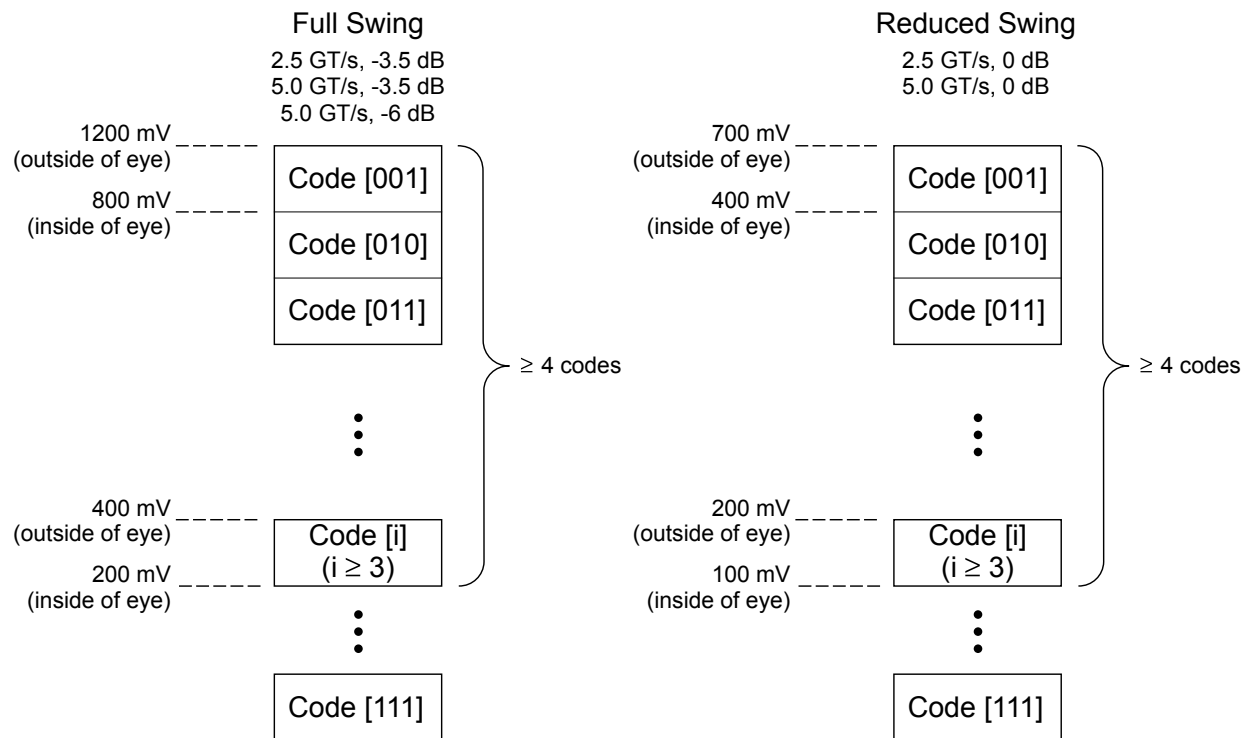 Full Swing
2.5 GT/s, -3.5 dB
5.0 GT/s, -3.5 dB
5.0 GT/s, -6 dB
1200 mV
(outside of eye)
800 mV
(inside of eye)
Code [001]
Code [010]
Code [011]
≥ 4 codes
400 mV
(outside of eye)
200 mV
(inside of eye)
Code [i]
(i ≥ 3)
Code [111]
Reduced Swing
2.5 GT/s, 0 dB
5.0 GT/s, 0 dB
700 mV
(outside of eye)
400 mV
(inside of eye)
Code [001]
Code [010]
Code [011]
≥ 4 codes
200 mV
(outside of eye)
100 mV
(inside of eye)
Code [i]
(i ≥ 3)
Code [111]